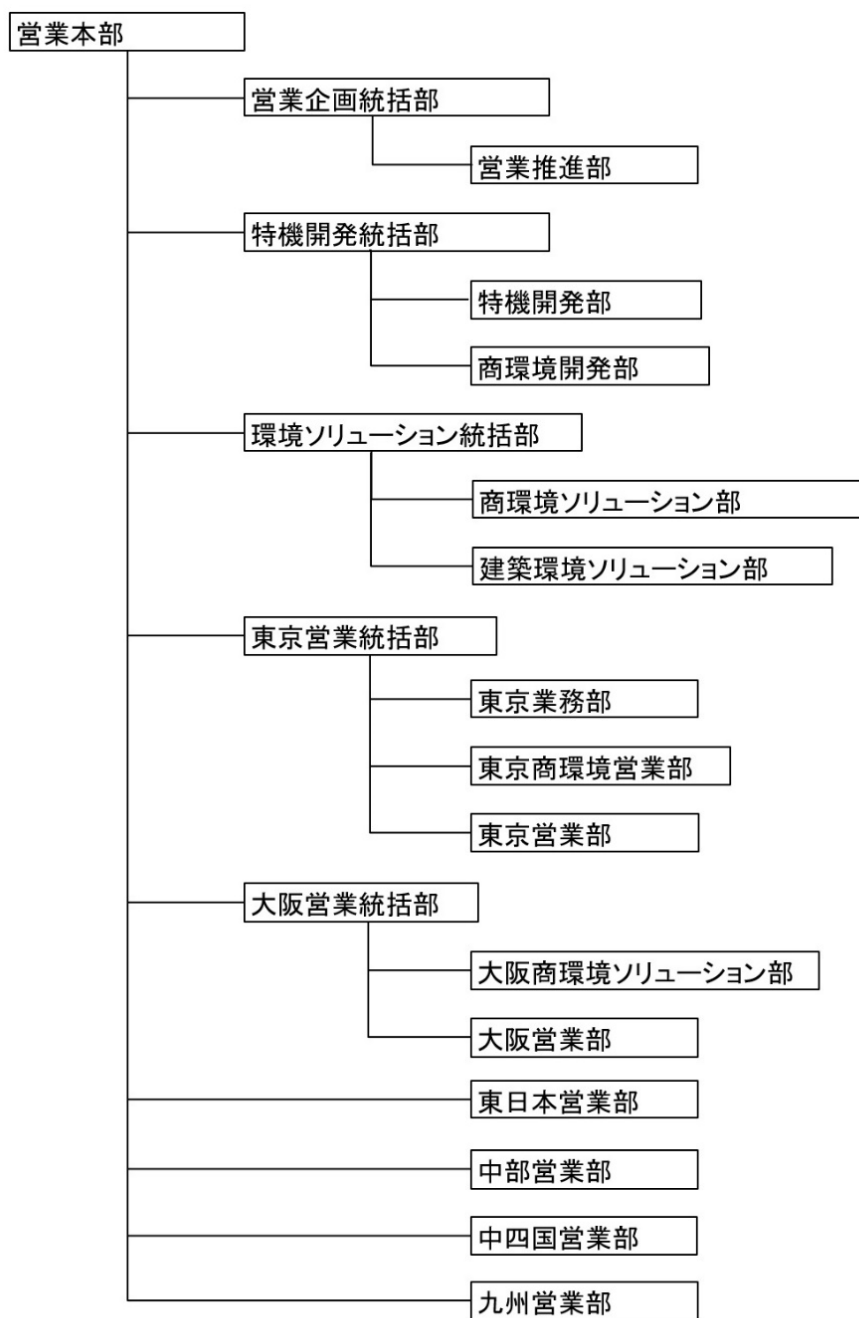 営業本部
営業企画統括部
営業推進部
特機開発統括部
特機開発部
商環境開発部
環境ソリューション統括部
商環境ソリューション部
建築環境ソリューション部
東京営業統括部
東京業務部
東京商環境営業部
東京営業部
大阪営業統括部
大阪商環境ソリューション部
大阪営業部
東日本営業部
中部営業部
中四国営業部
九州営業部